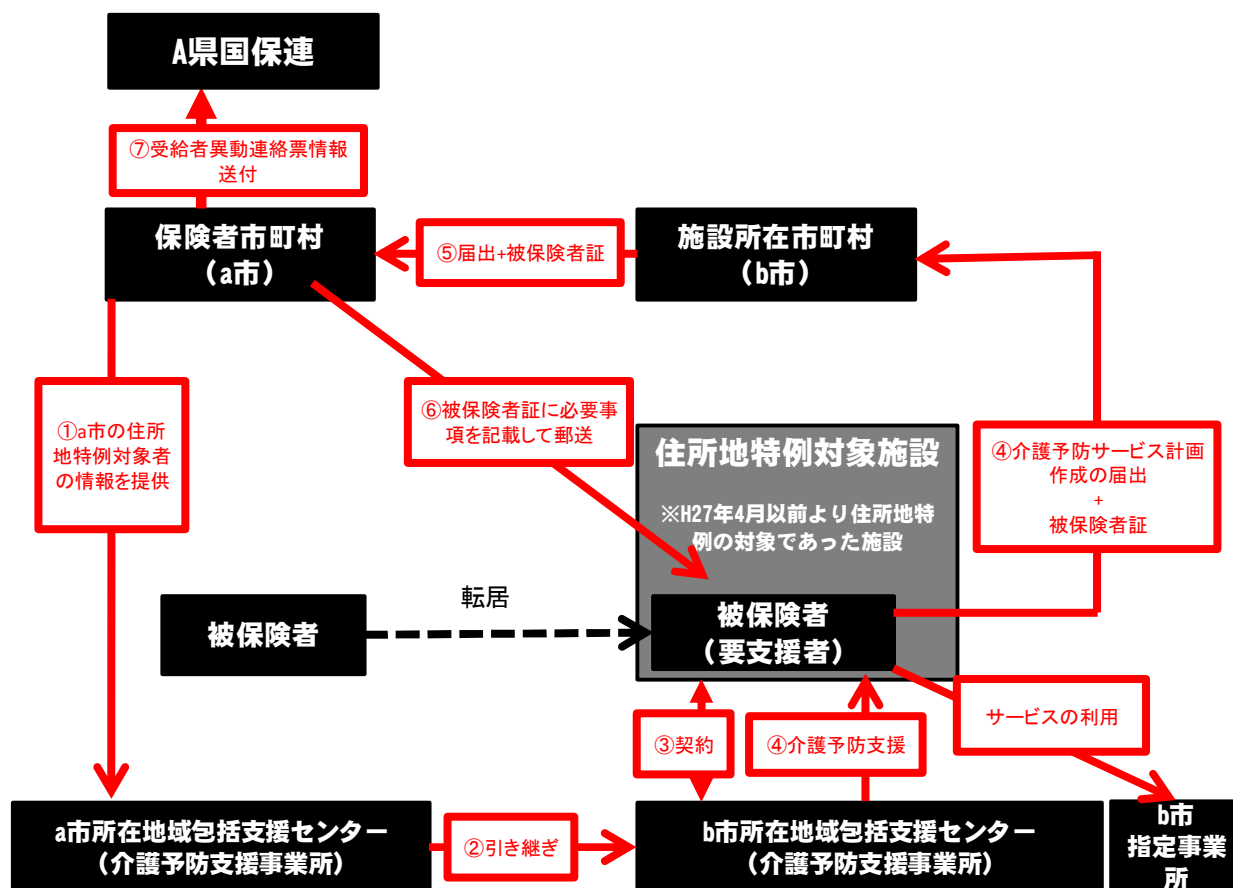 A県国保連
⑦受給者異動連絡票情報
送付
保険者市町村
（a市）
⑤届出+被保険者証
施設所在市町村
（b市）
①a市の住所
地特例対象者
の情報を提供
⑥被保険者証に必要事
項を記載して郵送
住所地特例対象施設
※H27年4月以前より住所地特
例の対象であった施設
④介護予防サービス計画
作成の届出
+
被保険者証
転居
被保険者
被保険者
（要支援者）
③契約
④介護予防支援
サービスの利用
a市所在地域包括支援センター
（介護予防支援事業所）
②引き継ぎ
b市所在地域包括支援センター
（介護予防支援事業所）
b市
指定事業
所